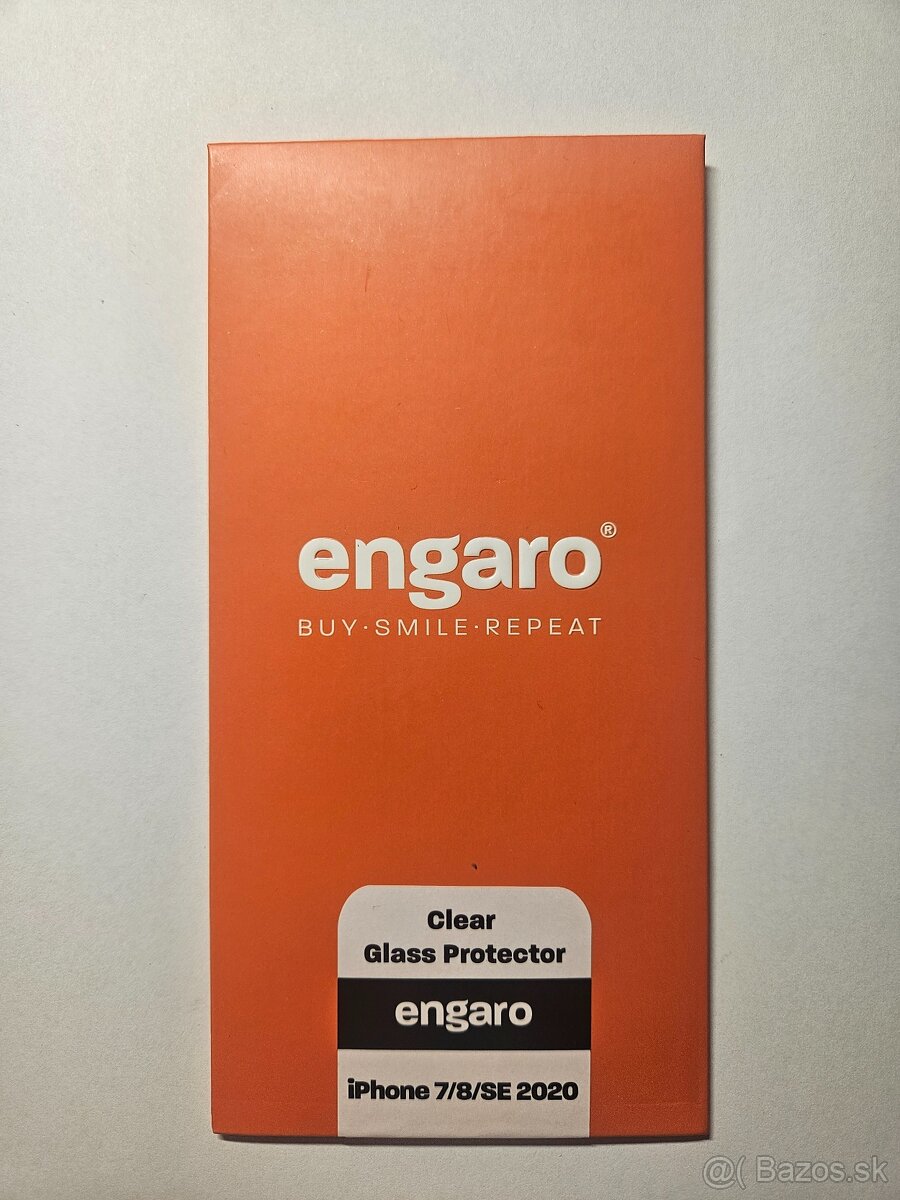 engaro®
BUY·SMILE·REPEAT
Clear
Glass Protector
engaro
iPhone 7/8/SE 2020
@( Bazos.sk